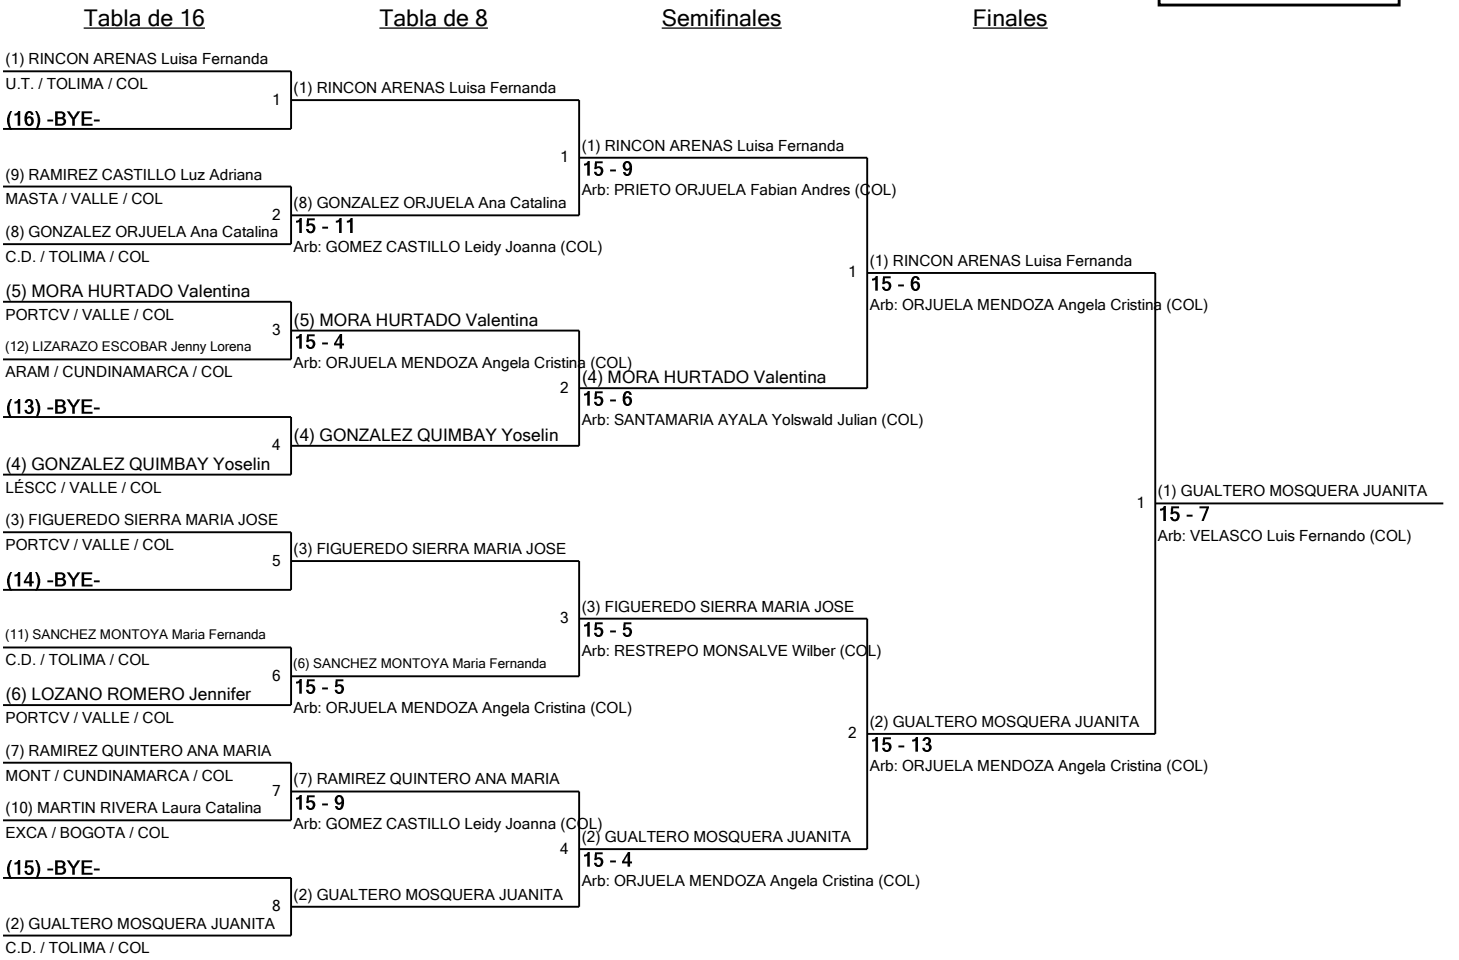 Tabla de 16
Tabla de 8
Semifinales
Finales
(1) RINCON ARENAS Luisa Fernanda
U.T. / TOLIMA / COL
1
(16) -BYE-
(9) RAMIREZ CASTILLO Luz Adriana
MASTA / VALLE / COL
2
(8) GONZALEZ ORJUELA Ana Catalina
C.D. / TOLIMA / COL
(5) MORA HURTADO Valentina
PORTCV / VALLE / COL
3
(12) LIZARAZO ESCOBAR Jenny Lorena
ARAM / CUNDINAMARCA / COL
(13) -BYE-
4
(4) GONZALEZ QUIMBAY Yoselin
LÉSCC / VALLE / COL
(3) FIGUEREDO SIERRA MARIA JOSE
PORTCV / VALLE / COL
5
(14) -BYE-
(11) SANCHEZ MONTOYA Maria Fernanda
C.D. / TOLIMA / COL
6
(6) LOZANO ROMERO Jennifer
PORTCV / VALLE / COL
(7) RAMIREZ QUINTERO ANA MARIA
MONT / CUNDINAMARCA / COL
7
(10) MARTIN RIVERA Laura Catalina
EXCA / BOGOTA / COL
(15) -BYE-
8
(2) GUALTERO MOSQUERA JUANITA
C.D. / TOLIMA / COL
(1) RINCON ARENAS Luisa Fernanda
1
(8) GONZALEZ ORJUELA Ana Catalina
15 - 11
Arb: GOMEZ CASTILLO Leidy Joanna (COL)
(5) MORA HURTADO Valentina
15 - 4
Arb: ORJUELA MENDOZA Angela Cristina (COL)
2
(4) GONZALEZ QUIMBAY Yoselin
(3) FIGUEREDO SIERRA MARIA JOSE
3
(6) SANCHEZ MONTOYA Maria Fernanda
15 - 5
Arb: ORJUELA MENDOZA Angela Cristina (COL)
(7) RAMIREZ QUINTERO ANA MARIA
15 - 9
Arb: GOMEZ CASTILLO Leidy Joanna (COL)
4
(2) GUALTERO MOSQUERA JUANITA
(1) RINCON ARENAS Luisa Fernanda
15 - 9
Arb: PRIETO ORJUELA Fabian Andres (COL)
1
(4) MORA HURTADO Valentina
15 - 6
Arb: SANTAMARIA AYALA Yolswald Julian (COL)
(3) FIGUEREDO SIERRA MARIA JOSE
15 - 5
Arb: RESTREPO MONSALVE Wilber (COL)
2
(2) GUALTERO MOSQUERA JUANITA
15 - 4
Arb: ORJUELA MENDOZA Angela Cristina (COL)
(1) RINCON ARENAS Luisa Fernanda
15 - 6
Arb: ORJUELA MENDOZA Angela Cristina (COL)
1
(2) GUALTERO MOSQUERA JUANITA
15 - 13
Arb: ORJUELA MENDOZA Angela Cristina (COL)
(1) GUALTERO MOSQUERA JUANITA
15 - 7
Arb: VELASCO Luis Fernando (COL)